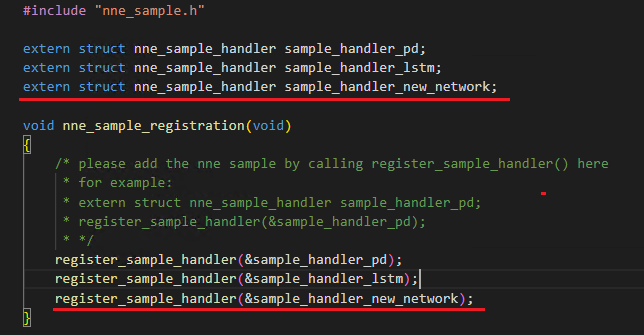 #include "nne_sample.h"
extern struct nne_sample_handler sample_handler_pd;
extern struct nne_sample_handler sample_handler_lstm;
extern struct nne_sample_handler sample_handler_new_network;
void nne_sample_registration(void)
{
/* please add the nne sample by calling register_sample_handler() here
* for example:
* extern struct nne_sample_handler sample_handler_pd;
* register_sample_handler(&sample_handler_pd);
* */
register_sample_handler(&sample_handler_pd);
register_sample_handler(&sample_handler_lstm);
register_sample_handler(&sample_handler_new_network);
}